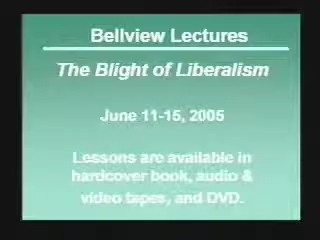 Bellview Lectures
The Blight of Liberalism
June 11-15, 2005
Lessons are available in
hardcover book, audio &
video tapes, and DVD.